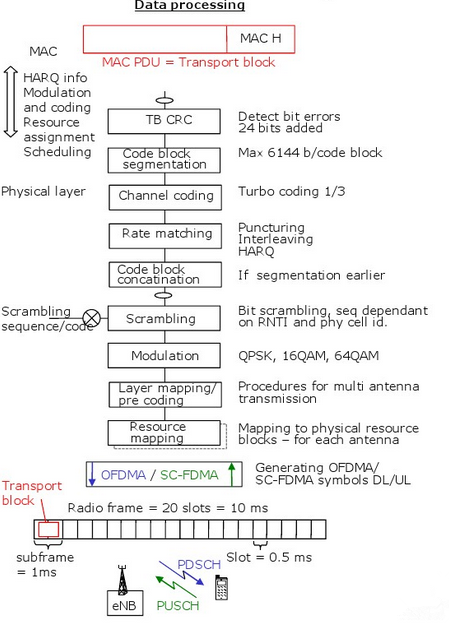 Data processing
MAC H
MAC
MAC PDU = Transport block
HARQ info
Modulation
and coding
Resource
assignment
Scheduling
TB CRC
Detect bit errors
24 bits added
Code block
segmentation
Max 6144 b/code block
Physical layer
Channel coding
Turbo coding 1/3
Rate matching
Puncturing
Interleaving
HARQ
Code block
concatination
If segmentation earlier
Scrambling
sequence/code
Scrambling
Bit scrambling, seq dependant
on RNTI and phy cell id.
Modulation
QPSK, 16QAM, 64QAM
Layer mapping/
pre coding
Procedures for multi antenna
transmission
Resource
mapping
Mapping to physical resource
blocks – for each antenna
OFDMA / SC-FDMA
Generating OFDMA/
SC-FDMA symbols DL/UL
Transport
block
Radio frame = 20 slots = 10 ms
subframe
= 1ms
Slot = 0.5 ms
PDSCH
eNB
PUSCH